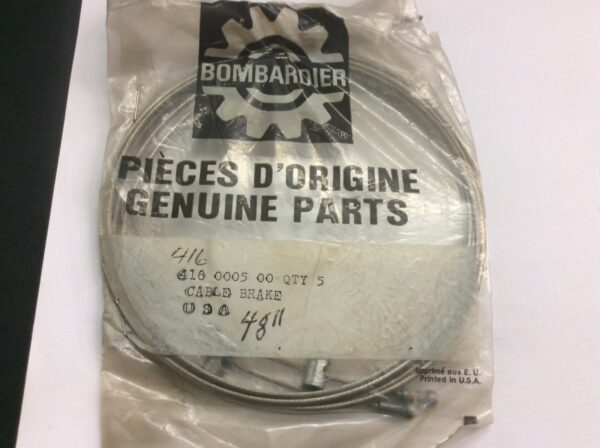 BOMBARDIER
PIÈCES D'ORIGINE
GENUINE PARTS
416
416 0005 00 QTY 5
CABLE BRAKE
USA
48"
Imprimé aux E. U.
Printed in U.S.A.